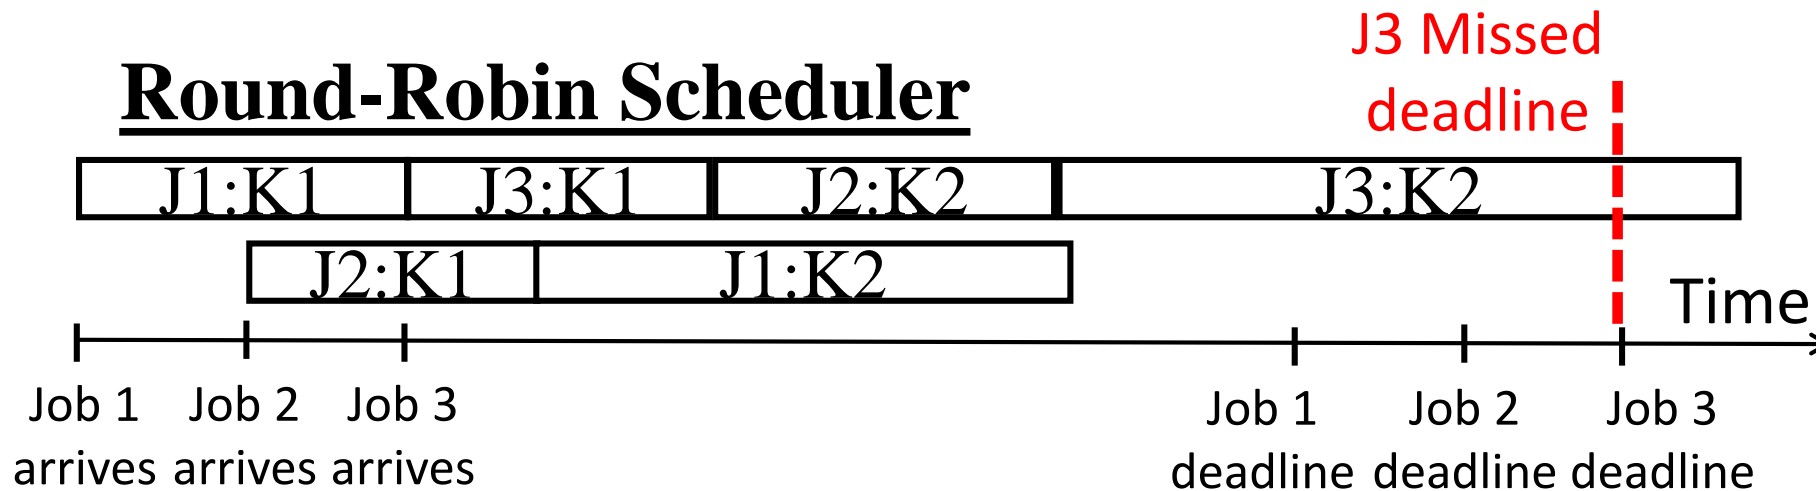 J3 Missed
deadline
Round-Robin Scheduler
J1:K1 J3:K1 J2:K2 J3:K2
J2:K1 J1:K2
Time
Job 1 Job 2 Job 3 Job 1 Job 2 Job 3
arrives arrives arrives deadline deadline deadline